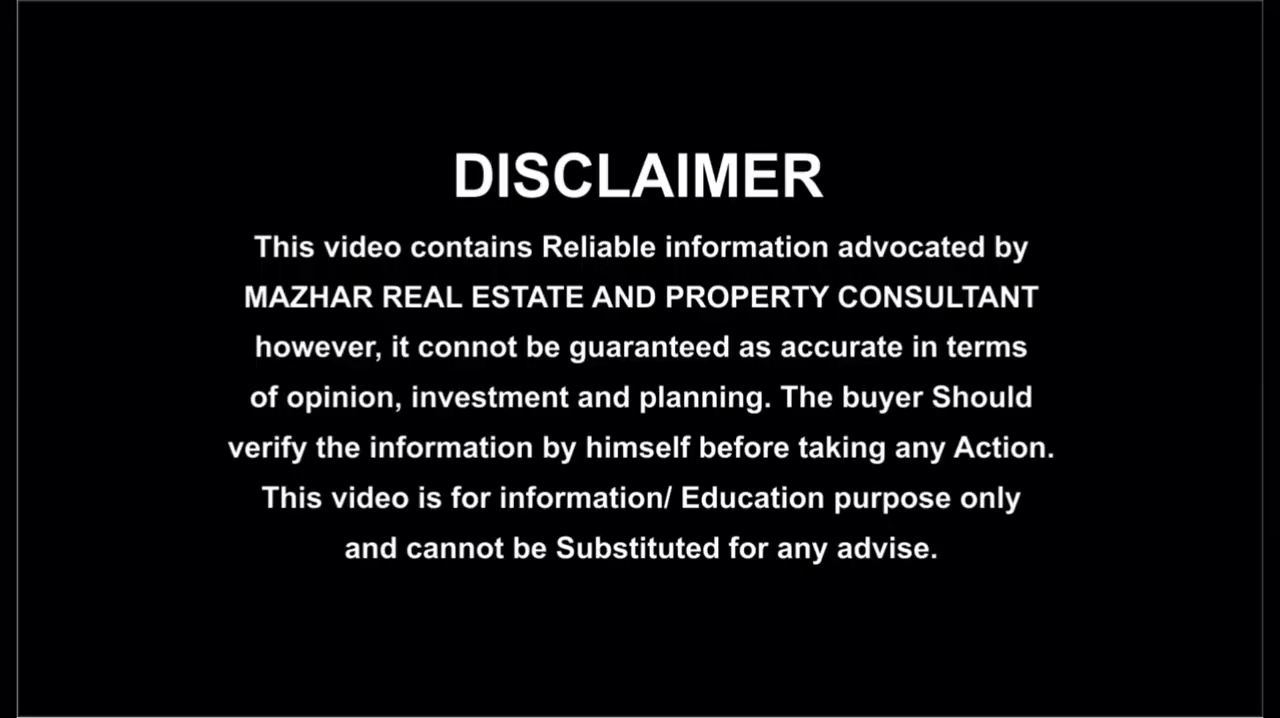 DISCLAIMER
This video contains Reliable information advocated by
MAZHAR REAL ESTATE AND PROPERTY CONSULTANT
however, it connot be guaranteed as accurate in terms
of opinion, investment and planning. The buyer Should
verify the information by himself before taking any Action.
This video is for information/ Education purpose only
and cannot be Substituted for any advise.